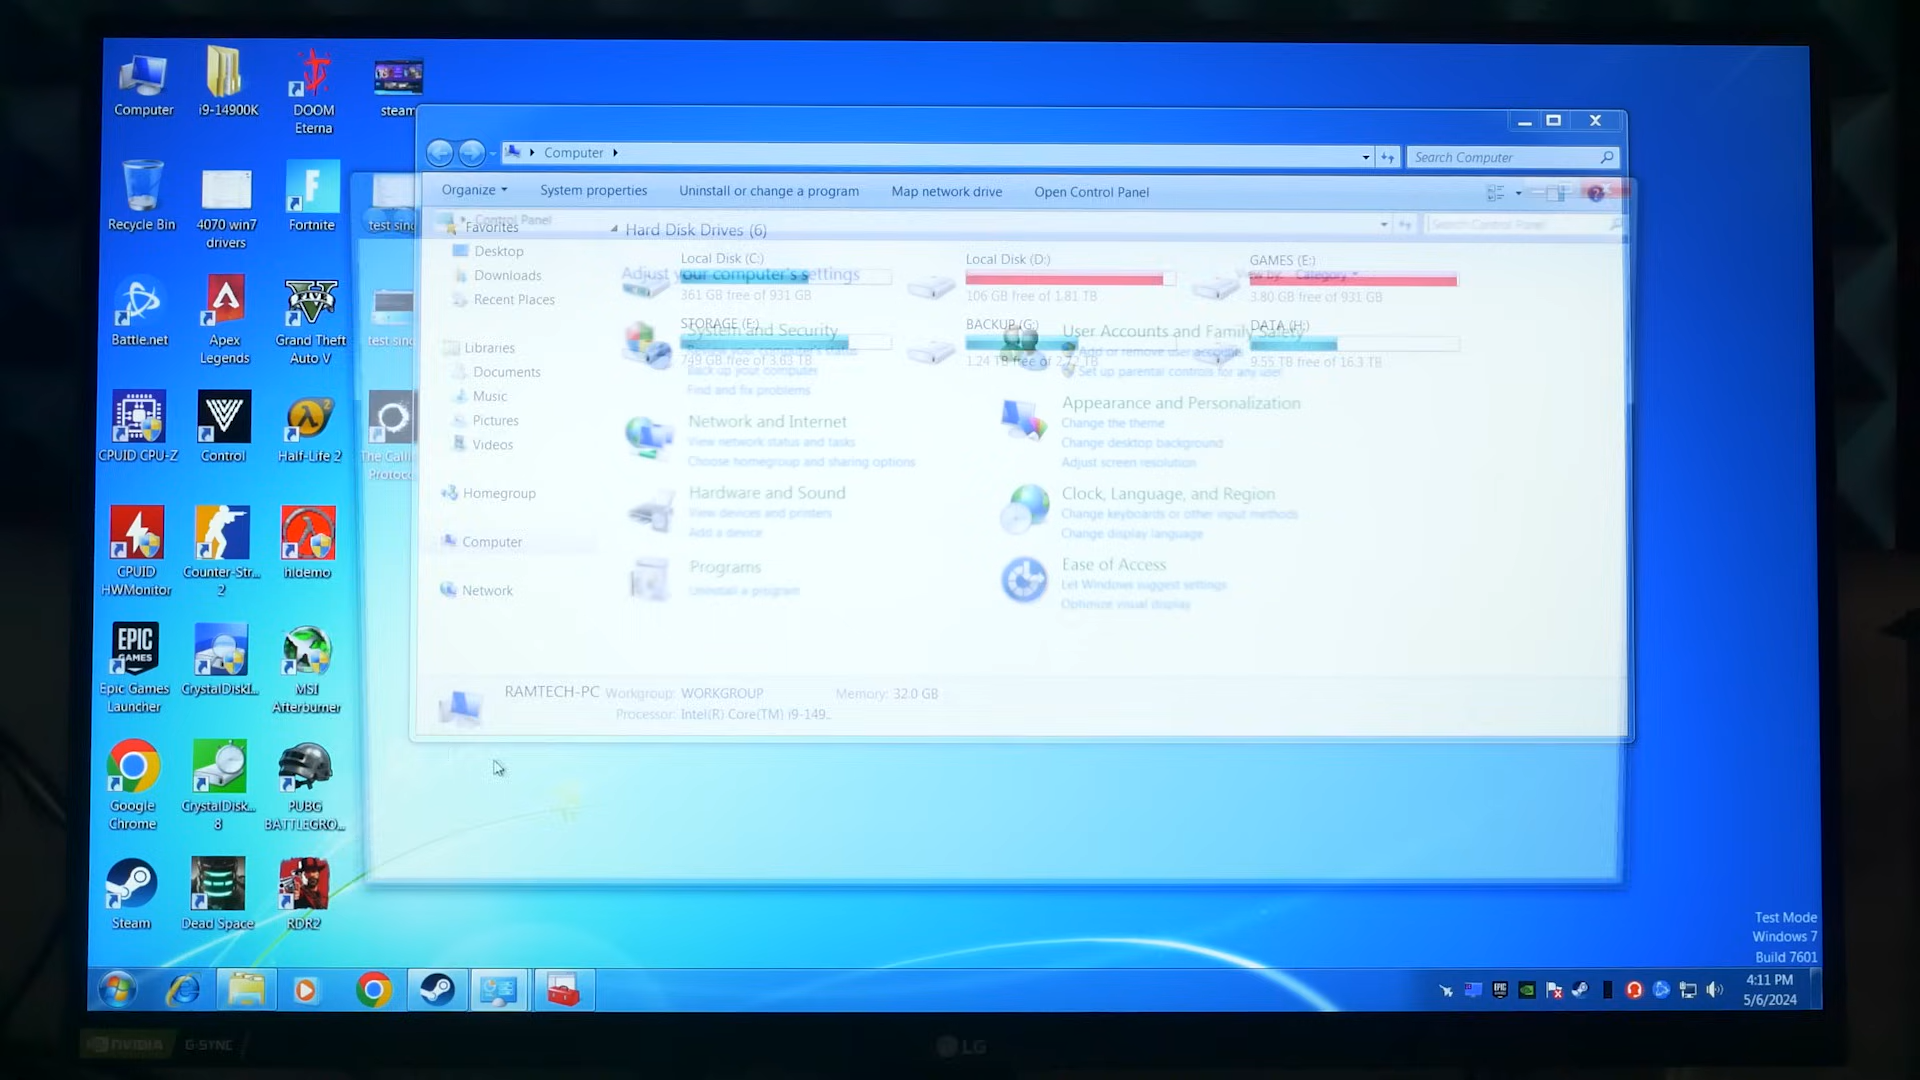 Computer
i9-14900K
DOOM
Eterna
steam
Recycle Bin
4070 win7
drivers
Fortnite
test sinc
Battle.net
Apex
Legends
Grand Theft
Auto V
test sinc
CPUID CPU-Z
Control
Half-Life 2
The Calli
Protoco
CPUID
HWMonitor
Counter-Str...
2
hldemo
EPIC
GAMES
Epic Games
Launcher
CrystalDiskI...
MSI
Afterburner
Google
Chrome
CrystalDisk...
8
PUBG
BATTLEGRO...
Steam
Dead Space
RDR2
Computer
Search Computer
Organize
System properties
Uninstall or change a program
Map network drive
Open Control Panel
Control Panel
Search Control Panel
Favorites
Desktop
Downloads
Recent Places
Libraries
Documents
Music
Pictures
Videos
Homegroup
Computer
Network
Hard Disk Drives (6)
Local Disk (C:)
361 GB free of 931 GB
Local Disk (D:)
106 GB free of 1.81 TB
GAMES (E:)
3.80 GB free of 931 GB
STORAGE (F:)
749 GB free of 3.63 TB
BACKUP (G:)
1.24 TB free of 2.72 TB
DATA (H:)
9.55 TB free of 16.3 TB
Adjust your computer's settings
View by: Category
System and Security
Review your computer's status
Back up your computer
Find and fix problems
User Accounts and Family Safety
Add or remove user accounts
Set up parental controls for any user
Network and Internet
View network status and tasks
Choose homegroup and sharing options
Appearance and Personalization
Change the theme
Change desktop background
Adjust screen resolution
Hardware and Sound
View devices and printers
Add a device
Clock, Language, and Region
Change keyboards or other input methods
Change display language
Programs
Uninstall a program
Ease of Access
Let Windows suggest settings
Optimize visual display
RAMTECH-PC Workgroup: WORKGROUP Memory: 32.0 GB
Processor: Intel(R) Core(TM) i9-149...
Test Mode
Windows 7
Build 7601
4:11 PM
5/6/2024
NVIDIA G-SYNC
LG